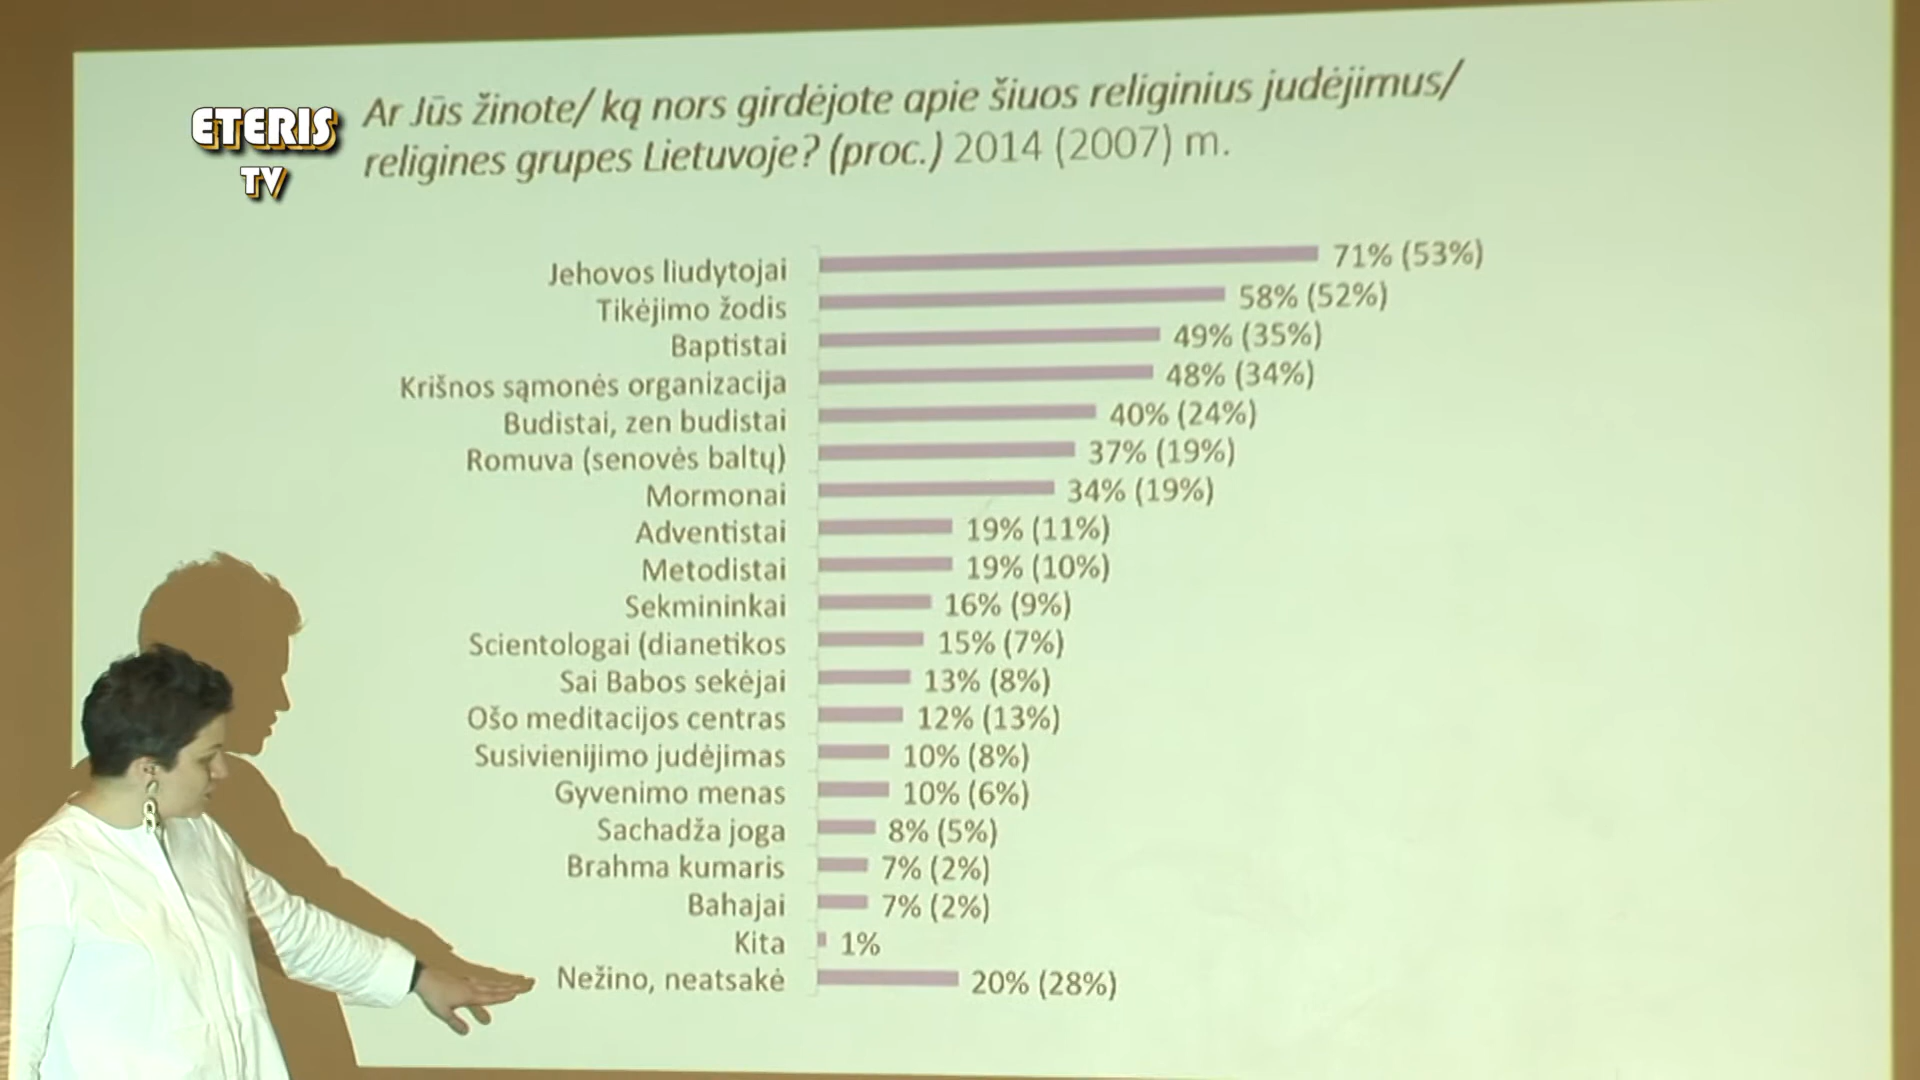 ETERIS
TV
Ar Jūs žinote/ ką nors girdėjote apie šiuos religinius judėjimus/
religines grupes Lietuvoje? (proc.) 2014 (2007) m.
Jehovos liudytojai 71% (53%)
Tikėjimo žodis 58% (52%)
Baptistai 49% (35%)
Krišnos sąmonės organizacija 48% (34%)
Budistai, zen budistai 40% (24%)
Romuva (senovės baltų) 37% (19%)
Mormonai 34% (19%)
Adventistai 19% (11%)
Metodistai 19% (10%)
Sekmininkai 16% (9%)
Scientologai (dianetikos 15% (7%)
Sai Babos sekėjai 13% (8%)
Ošo meditacijos centras 12% (13%)
Susivienijimo judėjimas 10% (8%)
Gyvenimo menas 10% (6%)
Sachadža joga 8% (5%)
Brahma kumaris 7% (2%)
Bahajai 7% (2%)
Kita 1%
Nežino, neatsakė 20% (28%)